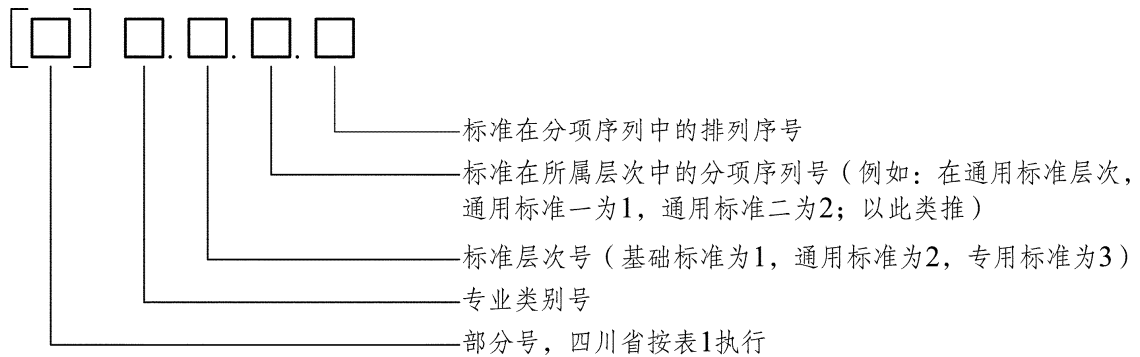 [□] □.□.□.□
标准在分项序列中的排列序号
标准在所属层次中的分项序列号（例如：在通用标准层次，
通用标准一为1，通用标准二为2；以此类推）
标准层次号（基础标准为1，通用标准为2，专用标准为3）
专业类别号
部分号，四川省按表1执行